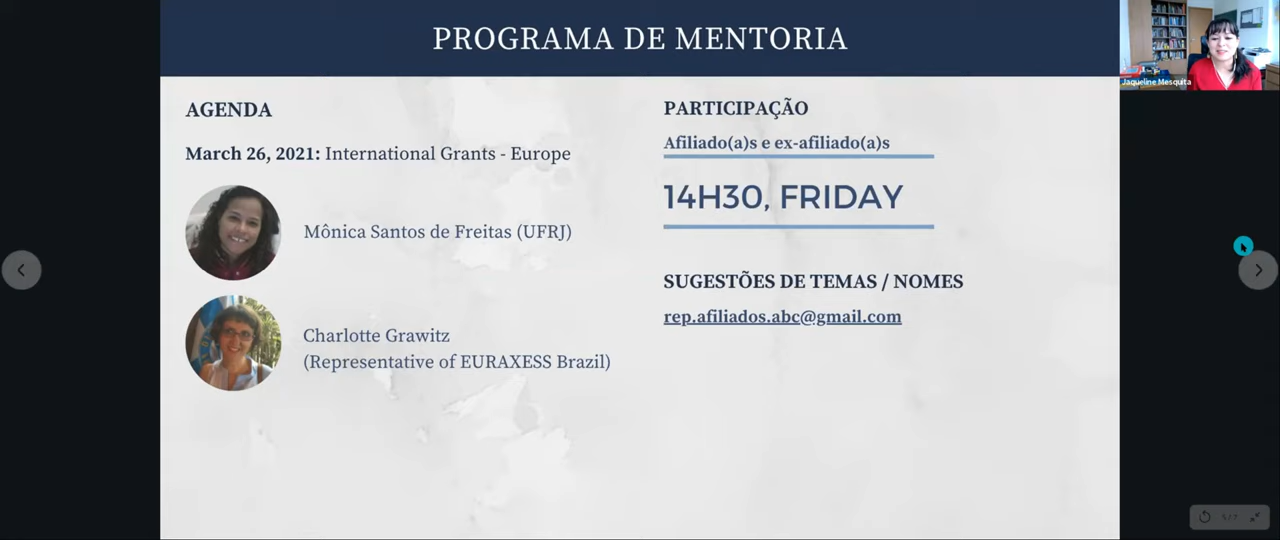 PROGRAMA DE MENTORIA
Jaqueline Mesquita
AGENDA
March 26, 2021: International Grants - Europe
Mônica Santos de Freitas (UFRJ)
Charlotte Grawitz
(Representative of EURAXESS Brazil)
PARTICIPAÇÃO
Afiliado(a)s e ex-afiliado(a)s
14H30, FRIDAY
SUGESTÕES DE TEMAS / NOMES
rep.afiliados.abc@gmail.com
5 / 7